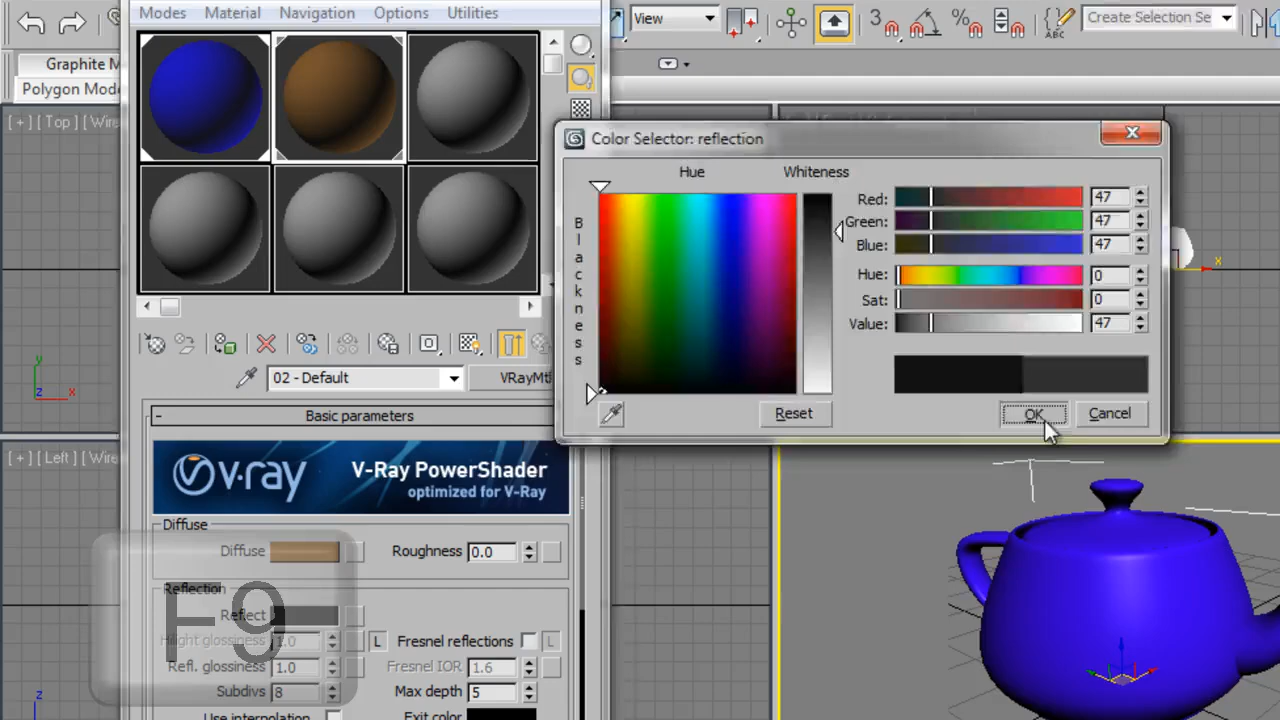 Modes Material Navigation Options Utilities
View
3
%
ABC
Create Selection Se
Graphite M
Polygon Mode
[ + ] [ Top ] [ Wire
Color Selector: reflection
Hue Whiteness
Blackness
Red: 47
Green: 47
Blue: 47
Hue: 0
Sat: 0
Value: 47
Reset OK Cancel
y
z x
x
02 - Default VRayMtl
Basic parameters
[ + ] [ Left ] [ Wire
v·ray V-Ray PowerShader
optimized for V-Ray
Diffuse
Diffuse Roughness 0.0
Reflection
Reflect
F9
Hilight glossiness 1.0 L Fresnel reflections L
Refl. glossiness 1.0 Fresnel IOR 1.6
Subdivs 8 Max depth 5
Use interpolation Exit color
z